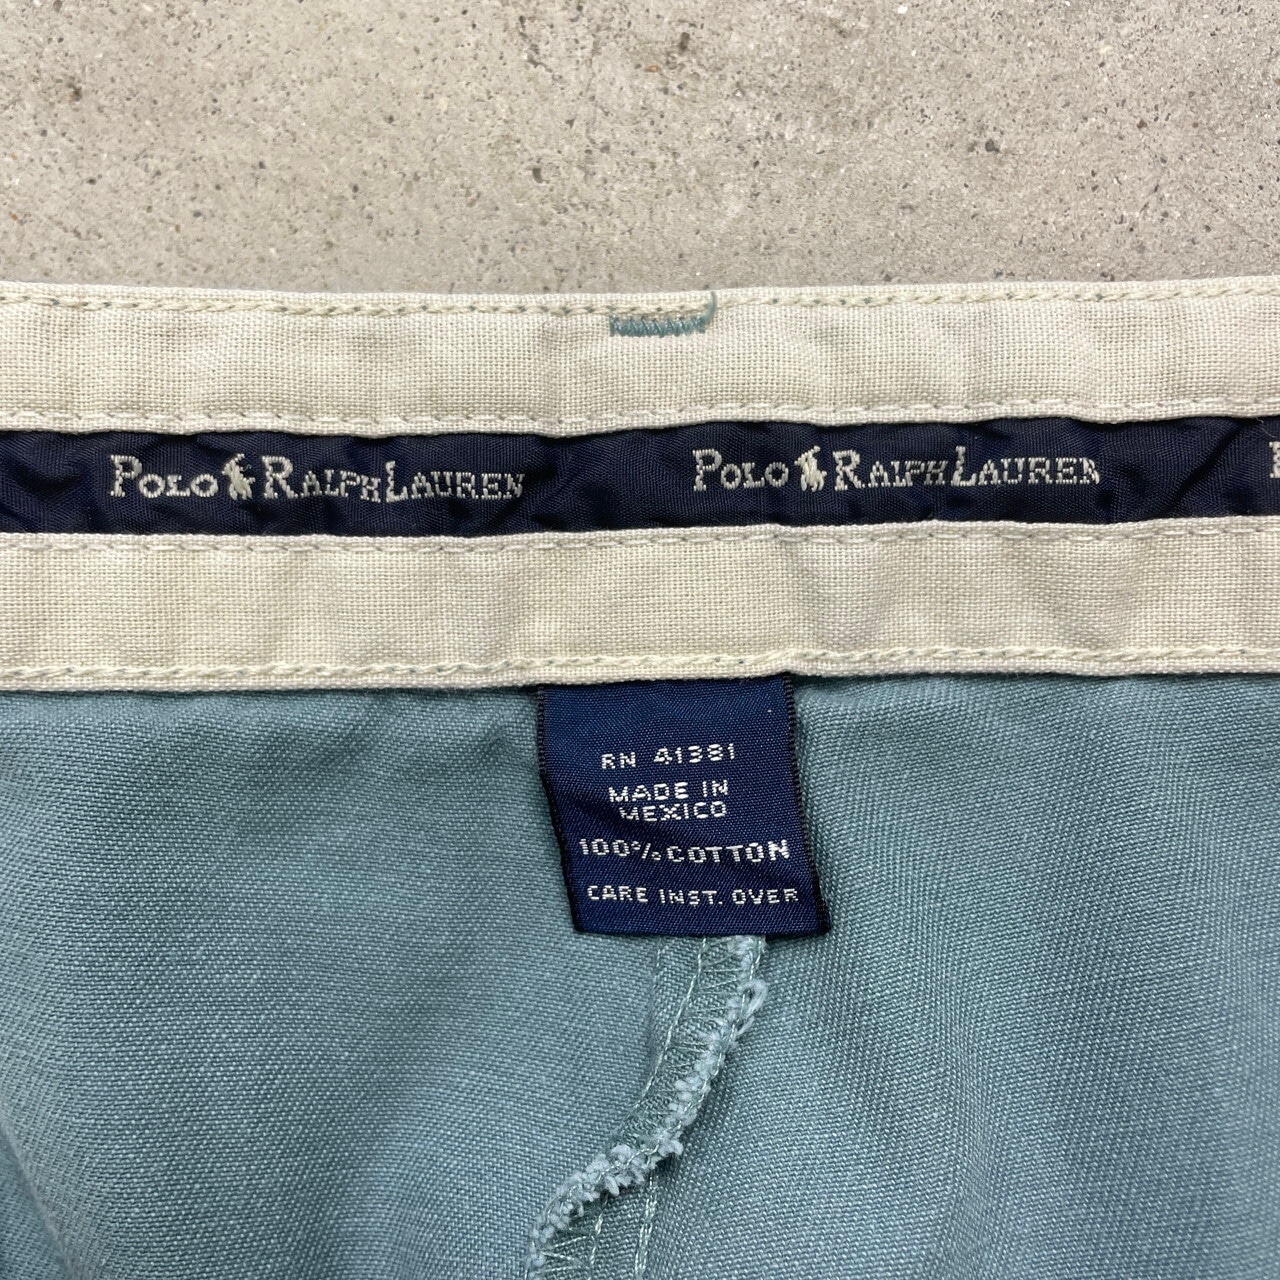 POLO RALPH LAUREN POLO RALPH LAUREN
RN 41381
MADE IN
MEXICO
100% COTTON
CARE INST. OVER